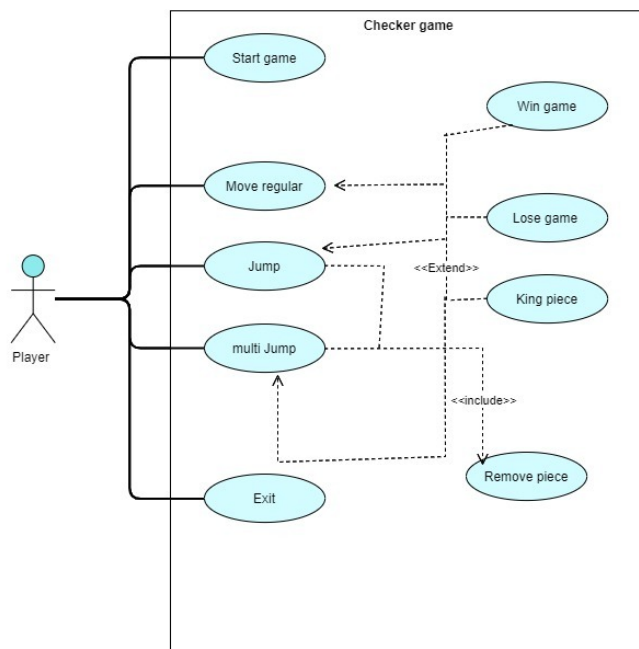 Checker game
Start game
Win game
Move regular
Lose game
Jump
<<Extend>>
King piece
Player
multi Jump
<<include>>
Remove piece
Exit